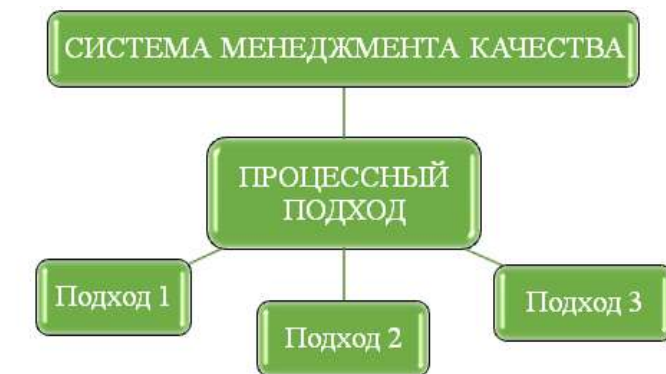 СИСТЕМА МЕНЕДЖМЕНТА КАЧЕСТВА
ПРОЦЕССНЫЙ
ПОДХОД
Подход 1
Подход 2
Подход 3